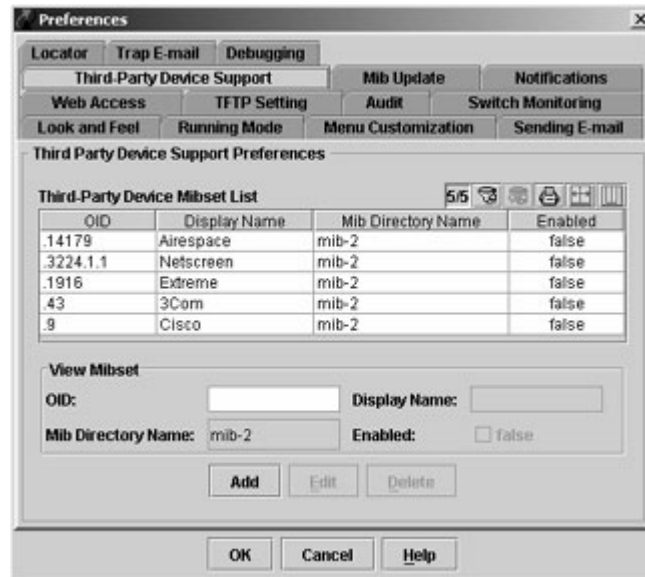 Preferences
Locator Trap E-mail Debugging
Third-Party Device Support Mib Update Notifications
Web Access TFTP Setting Audit Switch Monitoring
Look and Feel Running Mode Menu Customization Sending E-mail
Third Party Device Support Preferences
Third-Party Device Mibset List 5/5
OID Display Name Mib Directory Name Enabled
.14179 Airespace mib-2 false
.3224.1.1 Netscreen mib-2 false
.1916 Extreme mib-2 false
.43 3Com mib-2 false
.9 Cisco mib-2 false
View Mibset
OID: Display Name:
Mib Directory Name: mib-2 Enabled: false
Add Edit Delete
OK Cancel Help